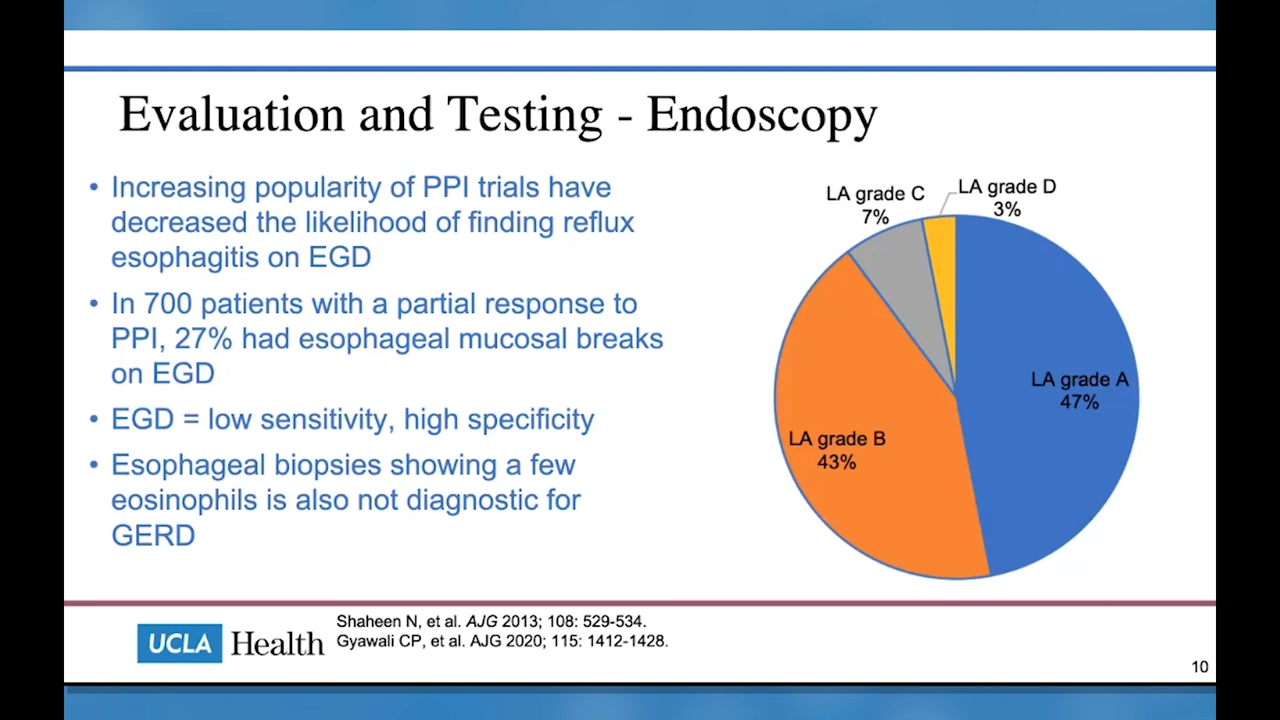 Evaluation and Testing - Endoscopy
• Increasing popularity of PPI trials have
decreased the likelihood of finding reflux
esophagitis on EGD
• In 700 patients with a partial response to
PPI, 27% had esophageal mucosal breaks
on EGD
• EGD = low sensitivity, high specificity
• Esophageal biopsies showing a few
eosinophils is also not diagnostic for
GERD
LA grade C
7%
LA grade D
3%
LA grade A
47%
LA grade B
43%
Shaheen N, et al. AJG 2013; 108: 529-534.
Gyawali CP, et al. AJG 2020; 115: 1412-1428.
UCLA Health
10